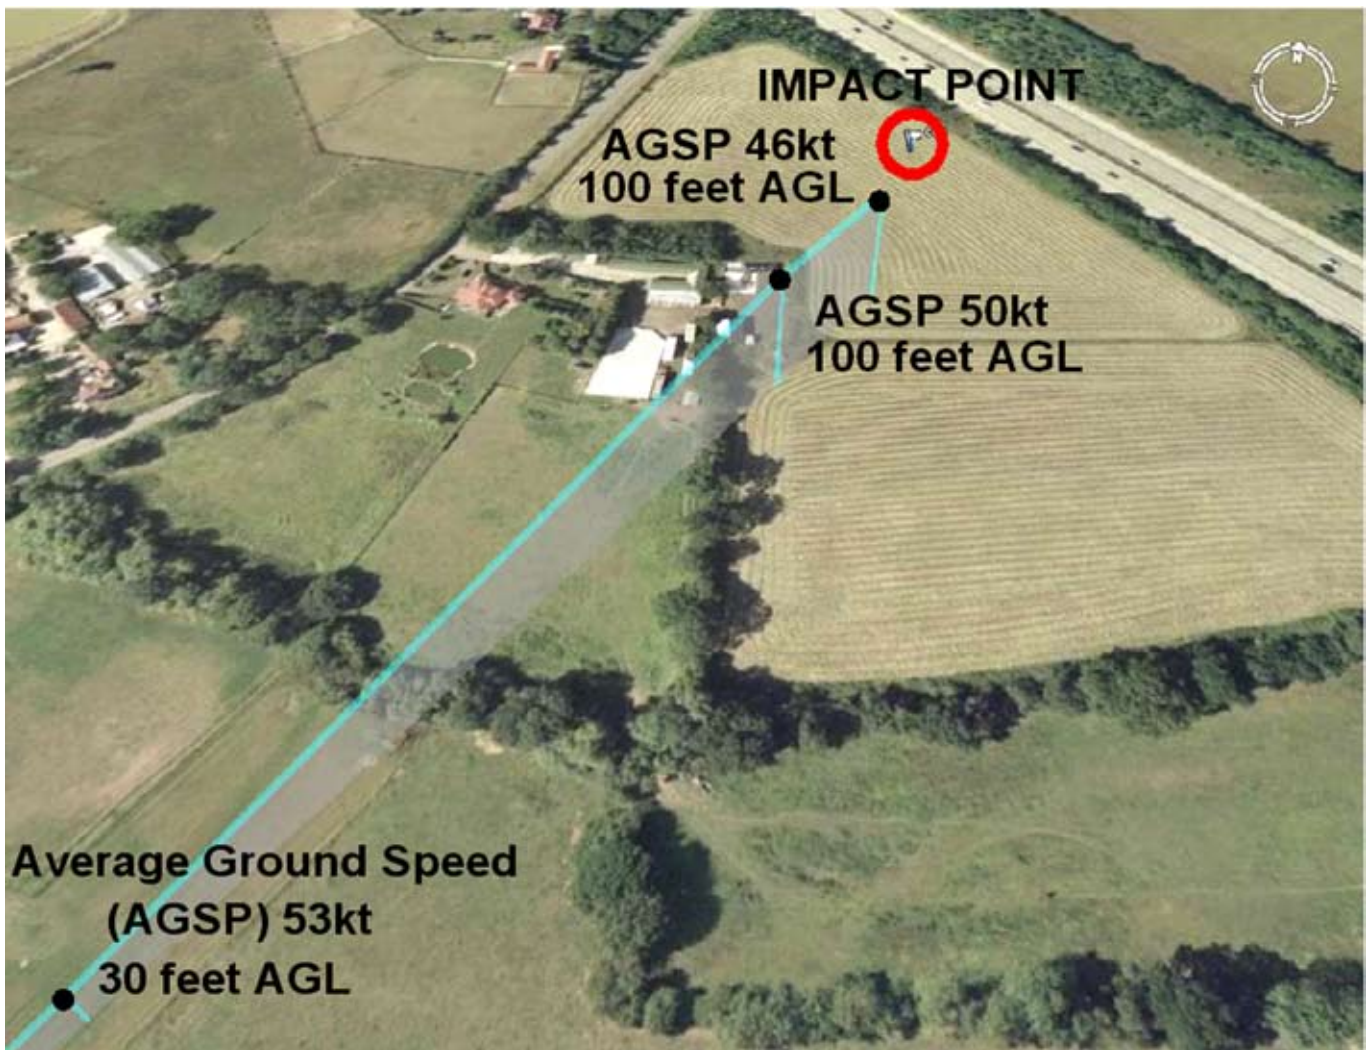 IMPACT POINT
AGSP 46kt
100 feet AGL
AGSP 50kt
100 feet AGL
Average Ground Speed
(AGSP) 53kt
30 feet AGL
N